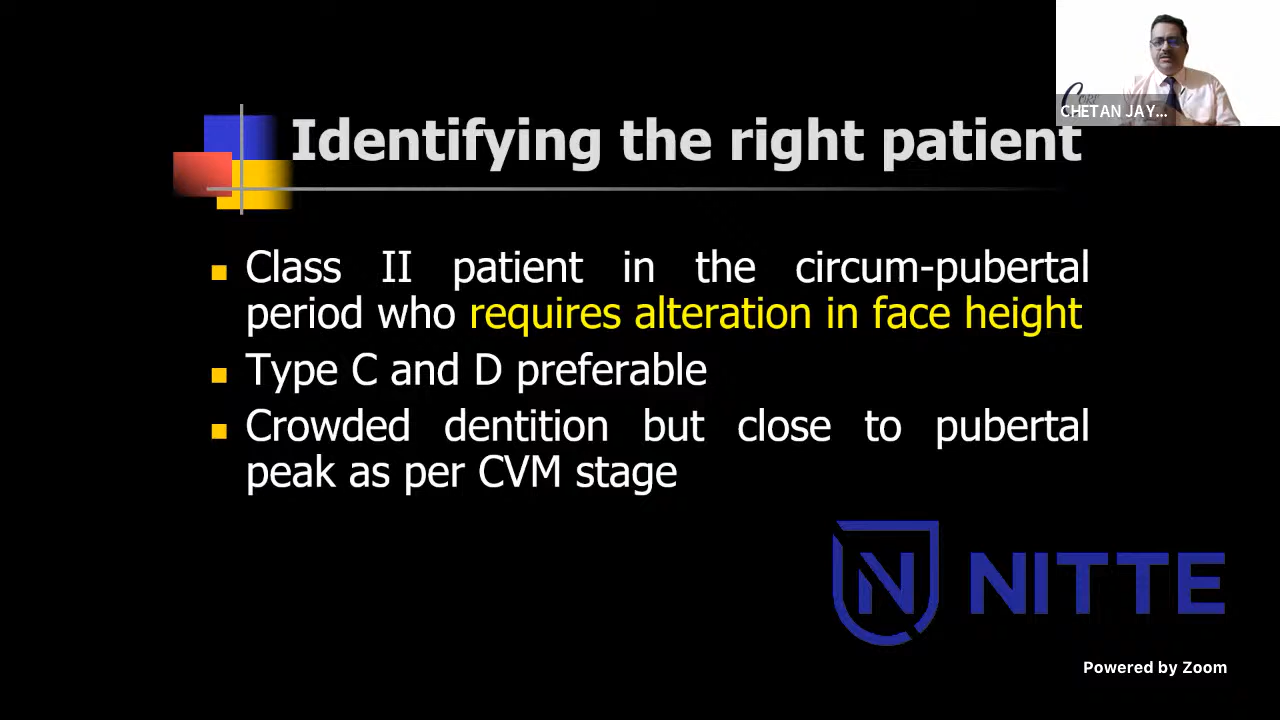 CHETAN JAY...
Identifying the right patient
Class II patient in the circum-pubertal
period who requires alteration in face height
Type C and D preferable
Crowded dentition but close to pubertal
peak as per CVM stage
N NITTE
Powered by Zoom